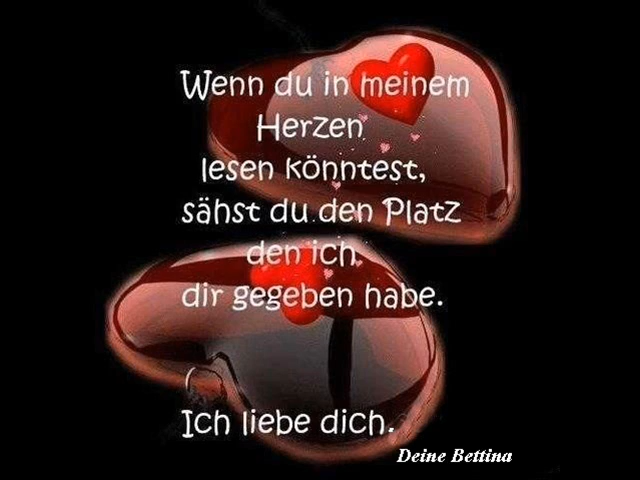 Wenn du in meinem
Herzen
lesen könntest,
sähst du den Platz
den ich
dir gegeben habe.
Ich liebe dich.
Deine Bettina